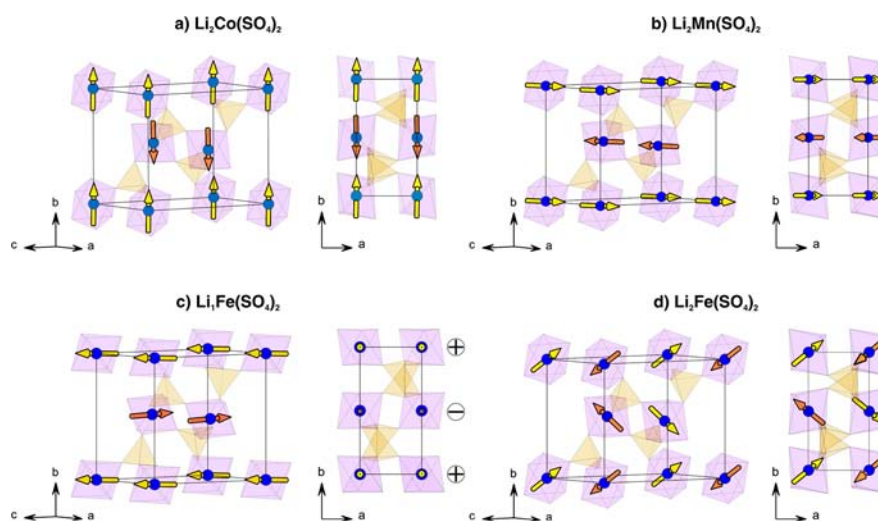 a) Li₂Co(SO₄)₂
b) Li₂Mn(SO₄)₂
b
c
a
b
a
b
c
a
b
a
c) Li₁Fe(SO₄)₂
d) Li₂Fe(SO₄)₂
+
−
+
b
c
a
b
a
b
c
a
b
a